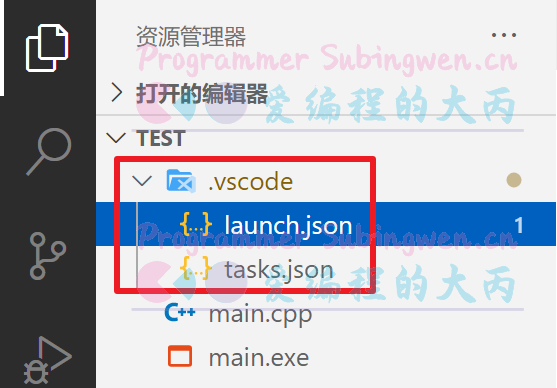 资源管理器
Programmer Subingwen.cn
打开的编辑器
爱编程的大丙
TEST
.vscode
launch.json 1
Programmer Subingwen.cn
tasks.json
爱编程的大丙
main.cpp
main.exe